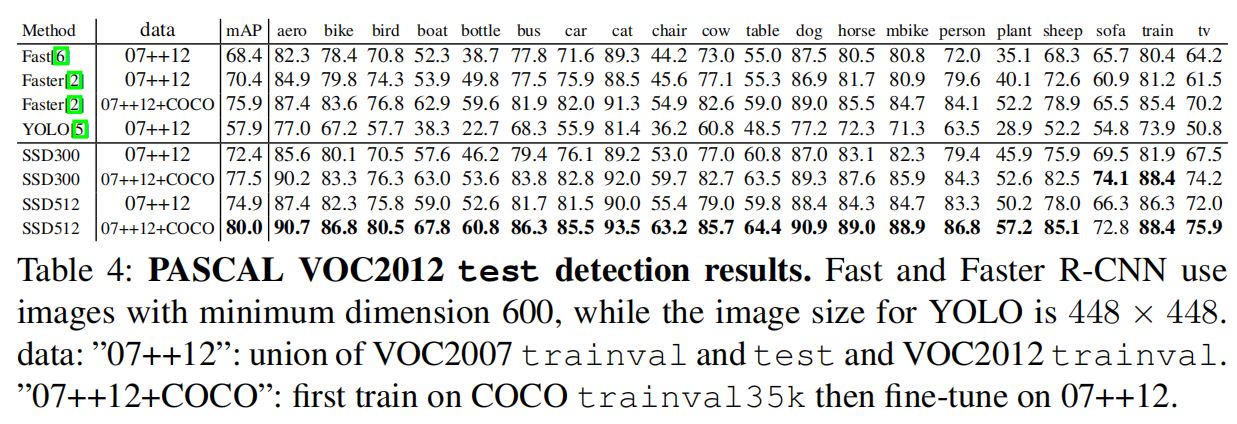 Method data mAP aero bike bird boat bottle bus car cat chair cow table dog horse mbike person plant sheep sofa train tv
Fast[6] 07++12 68.4 82.3 78.4 70.8 52.3 38.7 77.8 71.6 89.3 44.2 73.0 55.0 87.5 80.5 80.8 72.0 35.1 68.3 65.7 80.4 64.2
Faster[2] 07++12 70.4 84.9 79.8 74.3 53.9 49.8 77.5 75.9 88.5 45.6 77.1 55.3 86.9 81.7 80.9 79.6 40.1 72.6 60.9 81.2 61.5
Faster[2] 07++12+COCO 75.9 87.4 83.6 76.8 62.9 59.6 81.9 82.0 91.3 54.9 82.6 59.0 89.0 85.5 84.7 84.1 52.2 78.9 65.5 85.4 70.2
YOLO[5] 07++12 57.9 77.0 67.2 57.7 38.3 22.7 68.3 55.9 81.4 36.2 60.8 48.5 77.2 72.3 71.3 63.5 28.9 52.2 54.8 73.9 50.8
SSD300 07++12 72.4 85.6 80.1 70.5 57.6 46.2 79.4 76.1 89.2 53.0 77.0 60.8 87.0 83.1 82.3 79.4 45.9 75.9 69.5 81.9 67.5
SSD300 07++12+COCO 77.5 90.2 83.3 76.3 63.0 53.6 83.8 82.8 92.0 59.7 82.7 63.5 89.3 87.6 85.9 84.3 52.6 82.5 74.1 88.4 74.2
SSD512 07++12 74.9 87.4 82.3 75.8 59.0 52.6 81.7 81.5 90.0 55.4 79.0 59.8 88.4 84.3 84.7 83.3 50.2 78.0 66.3 86.3 72.0
SSD512 07++12+COCO 80.0 90.7 86.8 80.5 67.8 60.8 86.3 85.5 93.5 63.2 85.7 64.4 90.9 89.0 88.9 86.8 57.2 85.1 72.8 88.4 75.9
Table 4: PASCAL VOC2012 test detection results. Fast and Faster R-CNN use
images with minimum dimension 600, while the image size for YOLO is 448 × 448.
data: ”07++12”: union of VOC2007 trainval and test and VOC2012 trainval.
”07++12+COCO”: first train on COCO trainval35k then fine-tune on 07++12.